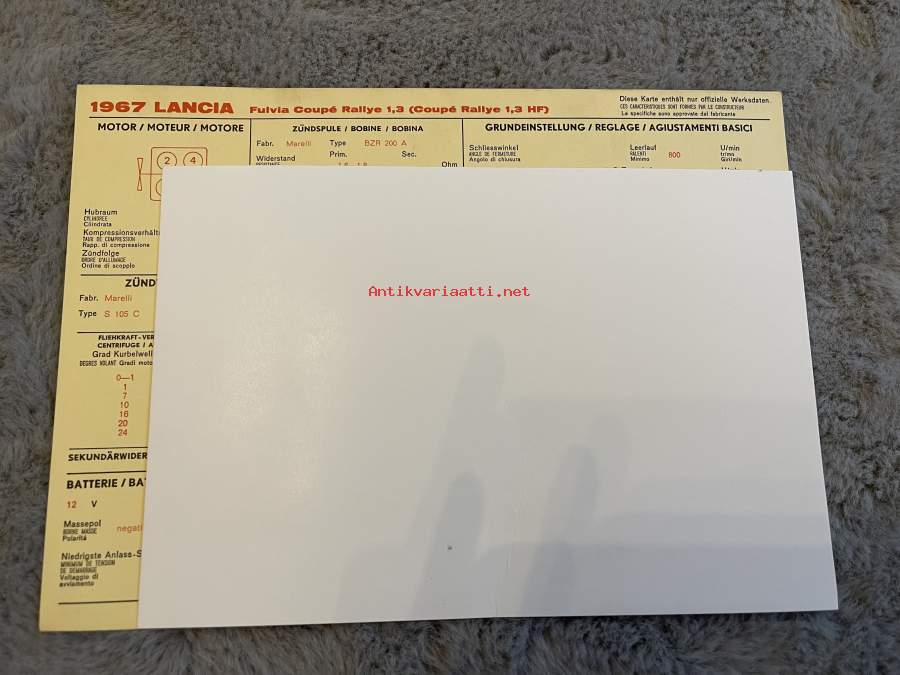 1967 LANCIA Fulvia Coupé Rallye 1,3 (Coupé Rallye 1,3 HF)
Diese Karte enthält nur offizielle Werksdaten.
CES CARACTERISTIQUES SONT FORMEES PAR LE CONSTRUCTEUR
Le specifiche sono approvate dal fabricante
MOTOR / MOTEUR / MOTORE
2 4
Hubraum
CYLINDREE
Cilindrata
Kompressionsverhältn
TAUX DE COMPRESSION
Rapp. di compressione
Zündfolge
ORDRE D'ALLUMAGE
Ordine di scoppio
ZÜND
Fabr. Marelli
Type S 105 C
FLIEHKRAFT-VER
CENTRIFUGE / A
Grad Kurbelwell
DEGRES VOLANT Gradi moto
0—1
1
7
10
16
20
24
SEKUNDÄRWIDER
BATTERIE / BAT
12 V
Massepol
BORNE MASSE
Polarità
negati
Niedrigste Anlass-S
MINIMUM DE TENSION
DE DEMARRAGE
Voltaggio di
avviamento
ZÜNDSPULE / BOBINE / BOBINA
Fabr. Marelli Type BZR 200 A
Widerstand Prim. Sec.
Ohm
GRUNDEINSTELLUNG / REGLAGE / AGIUSTAMENTI BASICI
Schliesswinkel
ANGLE DE FERMETURE
Angolo di chiusura
Leerlauf
RALENTI
Minimo
800
U/min
tr/mn
Giri/min
Antikvariaatti.net